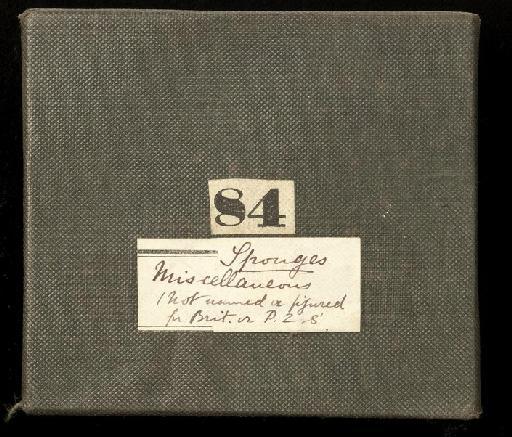 84
Sponges
Miscellaneous
(Not named or figured
for Brit. or P. Z. S.